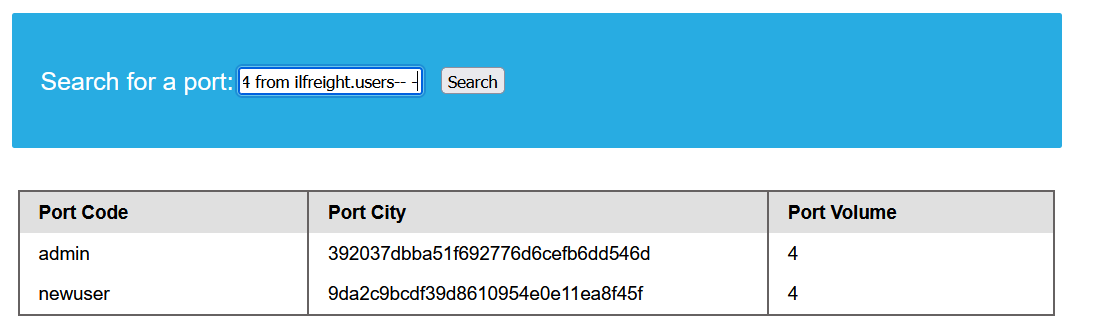 Search for a port: 4 from ilfreight.users-- - Search
Port Code Port City Port Volume
admin 392037dbba51f692776d6cefb6dd546d 4
newuser 9da2c9bcdf39d8610954e0e11ea8f45f 4